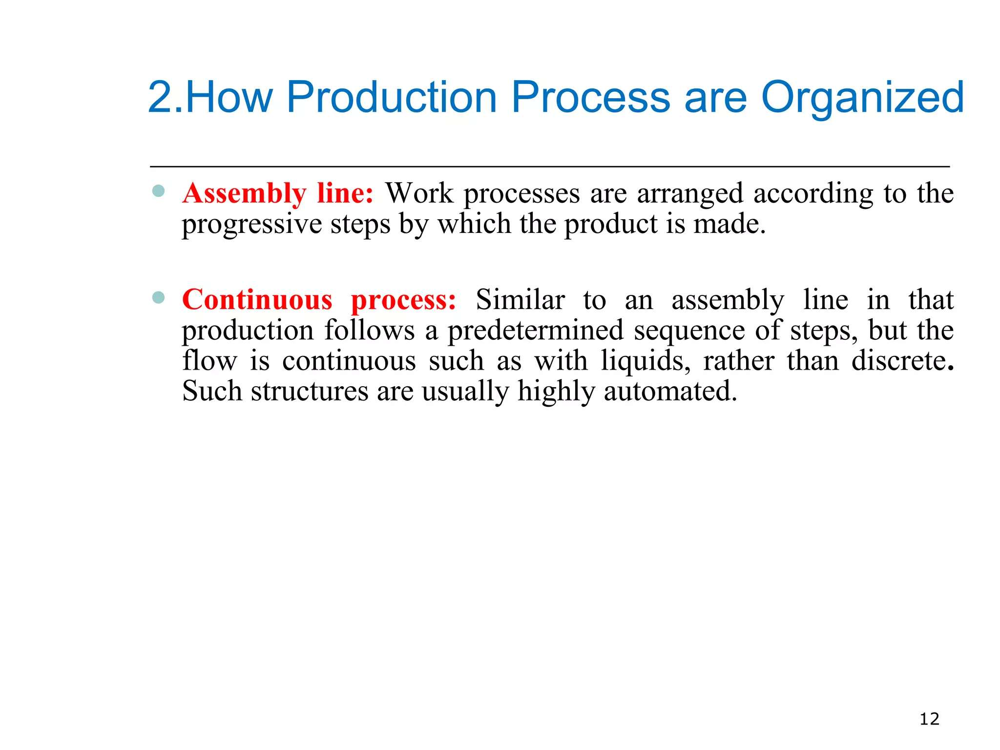 2.How Production Process are Organized
Assembly line: Work processes are arranged according to the
progressive steps by which the product is made.
Continuous process: Similar to an assembly line in that
production follows a predetermined sequence of steps, but the
flow is continuous such as with liquids, rather than discrete.
Such structures are usually highly automated.
12